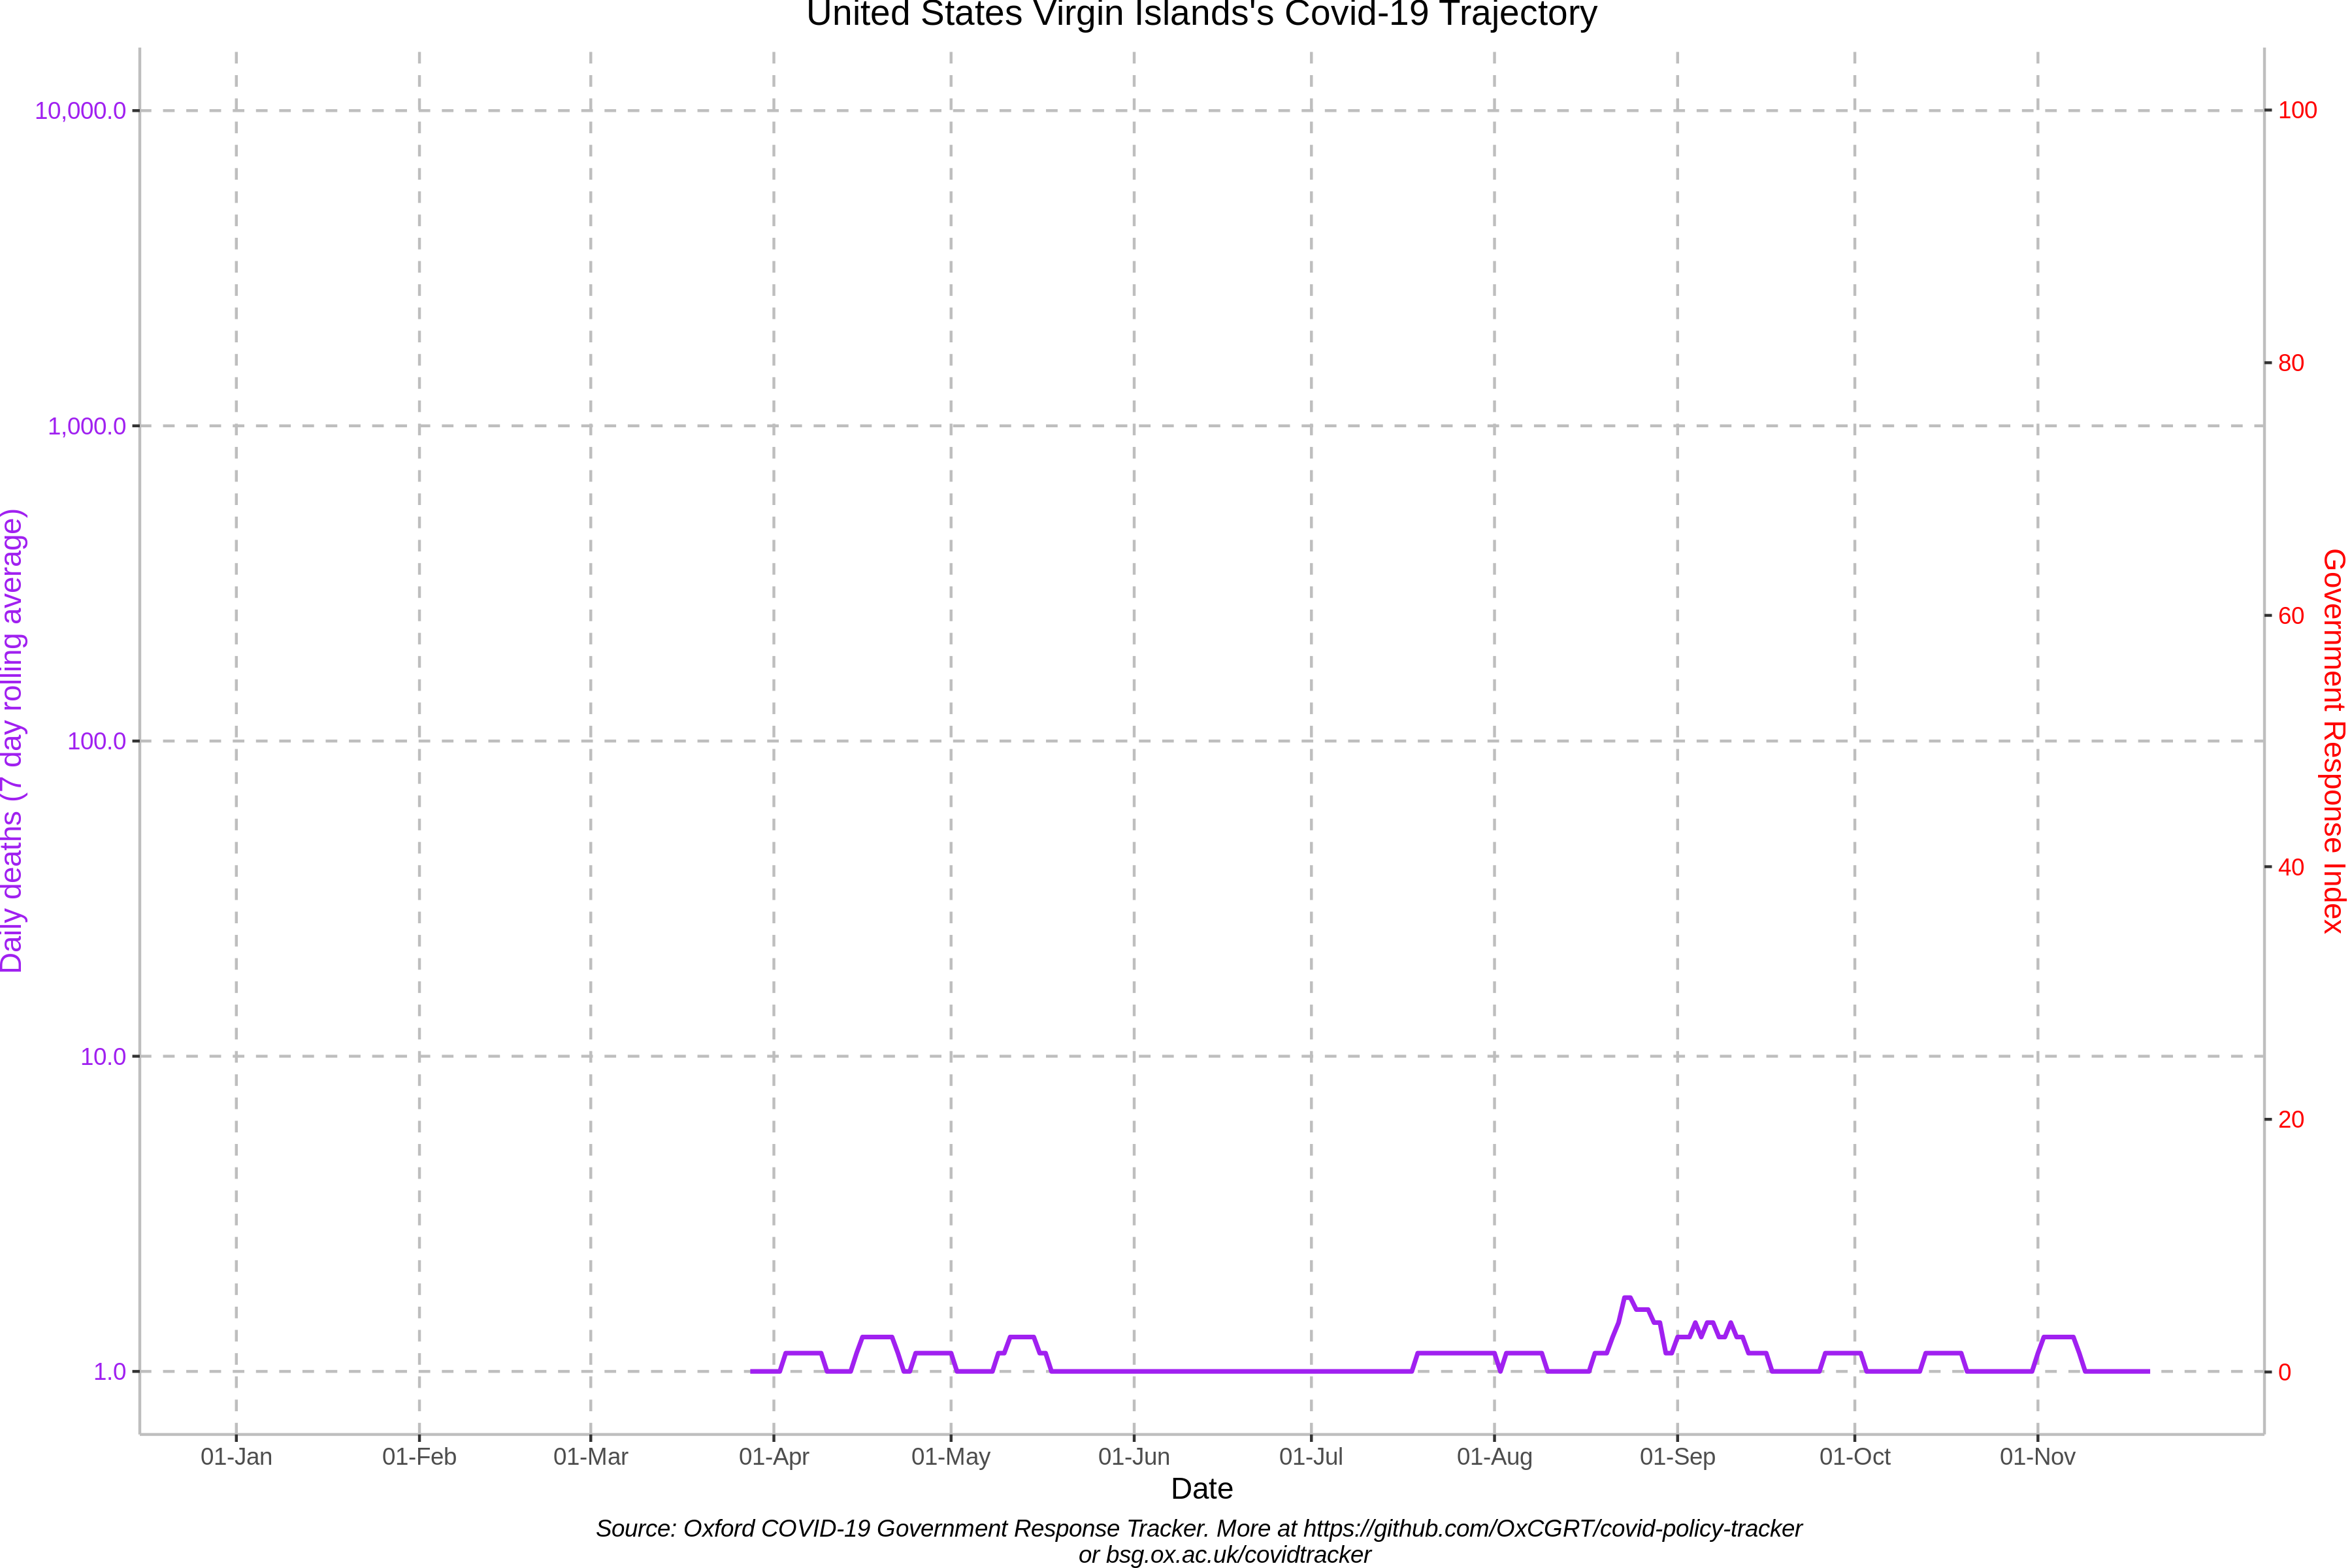 United States Virgin Islands's Covid-19 Trajectory
10,000.0
1,000.0
100.0
10.0
1.0
Daily deaths (7 day rolling average)
100
80
60
40
20
0
Government Response Index
01-Jan
01-Feb
01-Mar
01-Apr
01-May
01-Jun
01-Jul
01-Aug
01-Sep
01-Oct
01-Nov
Date
Source: Oxford COVID-19 Government Response Tracker. More at https://github.com/OxCGRT/covid-policy-tracker
or bsg.ox.ac.uk/covidtracker